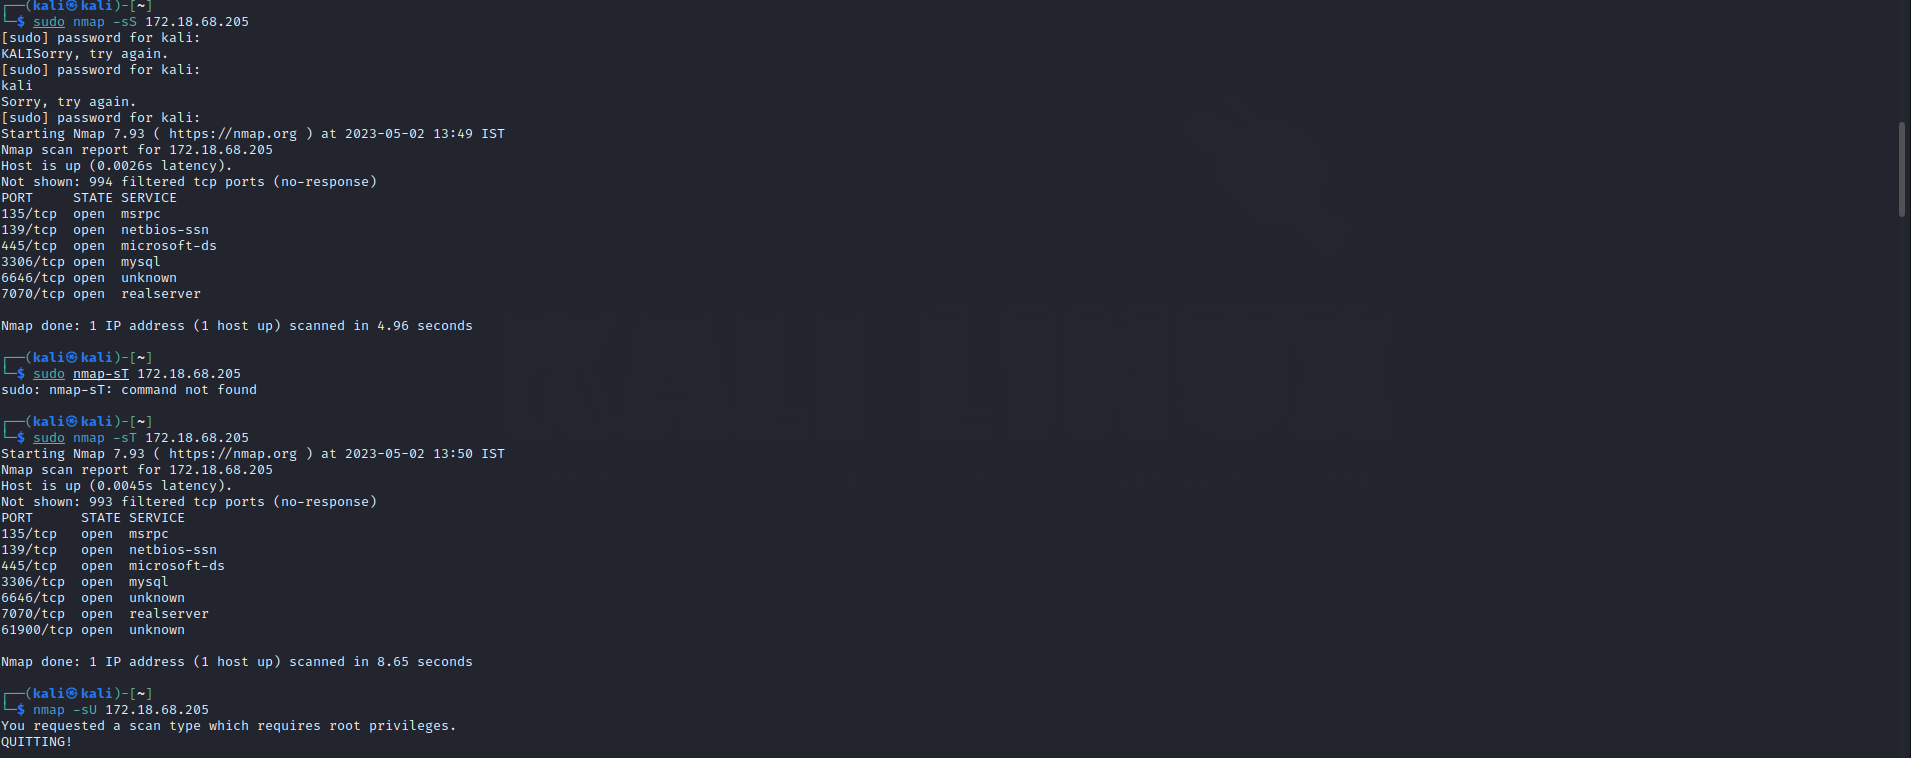 ┌──(kali㉿kali)-[~]
└─$ sudo nmap -sS 172.18.68.205
[sudo] password for kali:
KALISorry, try again.
[sudo] password for kali:
kali
Sorry, try again.
[sudo] password for kali:
Starting Nmap 7.93 ( https://nmap.org ) at 2023-05-02 13:49 IST
Nmap scan report for 172.18.68.205
Host is up (0.0026s latency).
Not shown: 994 filtered tcp ports (no-response)
PORT     STATE SERVICE
135/tcp  open  msrpc
139/tcp  open  netbios-ssn
445/tcp  open  microsoft-ds
3306/tcp open  mysql
6646/tcp open  unknown
7070/tcp open  realserver
Nmap done: 1 IP address (1 host up) scanned in 4.96 seconds
┌──(kali㉿kali)-[~]
└─$ sudo nmap-sT 172.18.68.205
sudo: nmap-sT: command not found
┌──(kali㉿kali)-[~]
└─$ sudo nmap -sT 172.18.68.205
Starting Nmap 7.93 ( https://nmap.org ) at 2023-05-02 13:50 IST
Nmap scan report for 172.18.68.205
Host is up (0.0045s latency).
Not shown: 993 filtered tcp ports (no-response)
PORT      STATE SERVICE
135/tcp   open  msrpc
139/tcp   open  netbios-ssn
445/tcp   open  microsoft-ds
3306/tcp  open  mysql
6646/tcp  open  unknown
7070/tcp  open  realserver
61900/tcp open  unknown
Nmap done: 1 IP address (1 host up) scanned in 8.65 seconds
┌──(kali㉿kali)-[~]
└─$ nmap -sU 172.18.68.205
You requested a scan type which requires root privileges.
QUITTING!